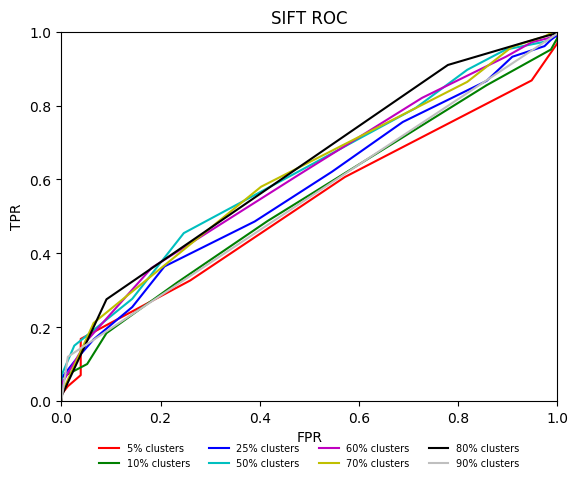 SIFT ROC
TPR
1.0
0.8
0.6
0.4
0.2
0.0
0.0 0.2 0.4 0.6 0.8 1.0
FPR
5% clusters 25% clusters 60% clusters 80% clusters
10% clusters 50% clusters 70% clusters 90% clusters